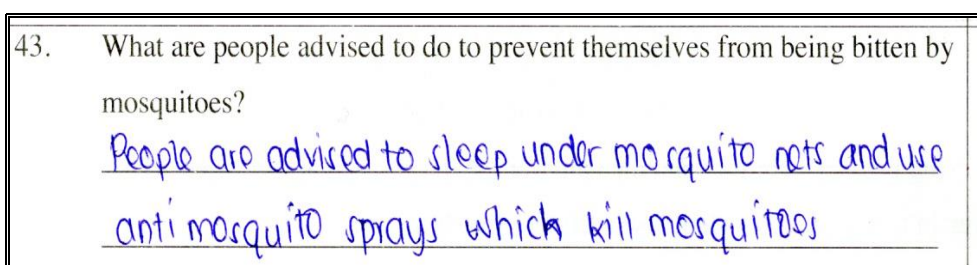 43. What are people advised to do to prevent themselves from being bitten by
mosquitoes?
People are advised to sleep under mosquito nets and use
anti mosquito sprays which kill mosquitoes